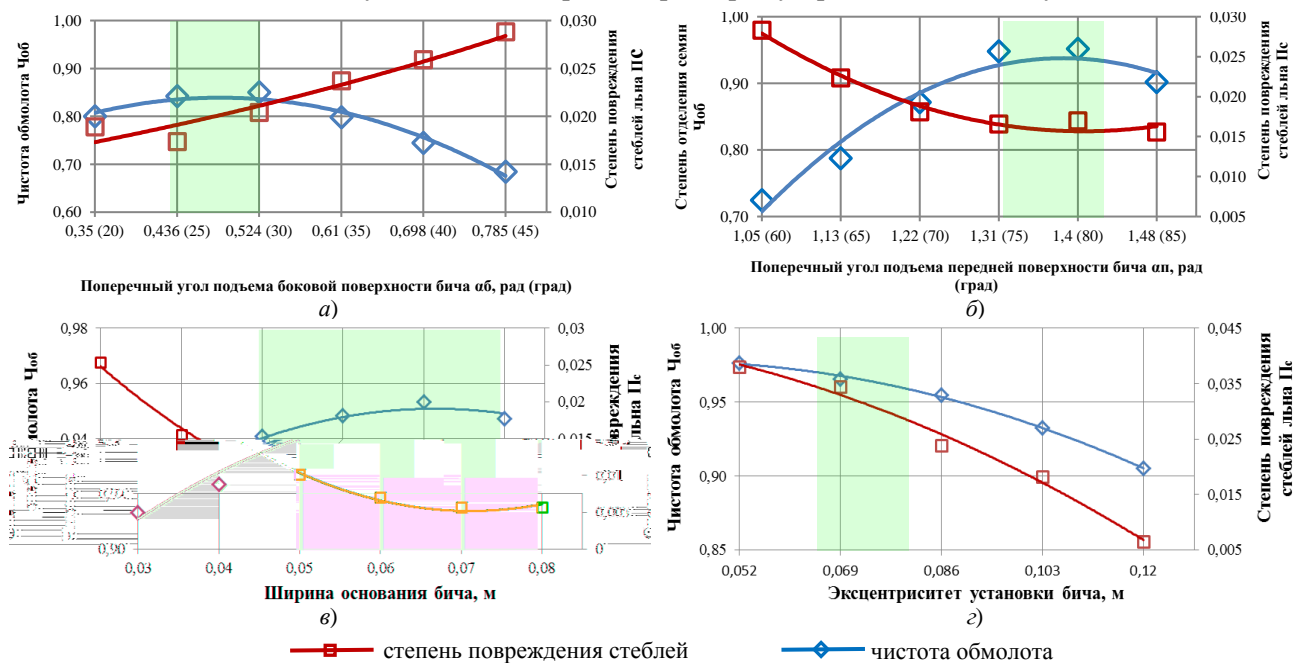 1,00
0,90
0,80
0,70
0,60
0,030
0,025
0,020
0,015
0,010
Чистота обмолота Чоб
Степень повреждения
стеблей льна Пс
0,35 (20) 0,436 (25) 0,524 (30) 0,61 (35) 0,698 (40) 0,785 (45)
Поперечный угол подъема боковой поверхности бича αб, рад (град)
а)
1,00
0,90
0,80
0,70
0,030
0,025
0,020
0,015
0,010
0,005
Степень отделения семян
Чоб
Степень повреждения
стеблей льна Пс
1,05 (60) 1,13 (65) 1,22 (70) 1,31 (75) 1,4 (80) 1,48 (85)
Поперечный угол подъема передней поверхности бича αп, рад
(град)
б)
0,98
0,96
0,94
0,90
0,03
0,025
0,02
0,015
0
молота Чоб
овреждения
льна Пс
0,03 0,04 0,05 0,06 0,07 0,08
Ширина основания бича, м
в)
1,00
0,95
0,90
0,85
0,045
0,035
0,025
0,015
0,005
Чистота обмолота Чоб
Степень повреждения
стеблей льна Пс
0,052 0,069 0,086 0,103 0,12
Эксцентриситет установки бича, м
г)
степень повреждения стеблей
чистота обмолота